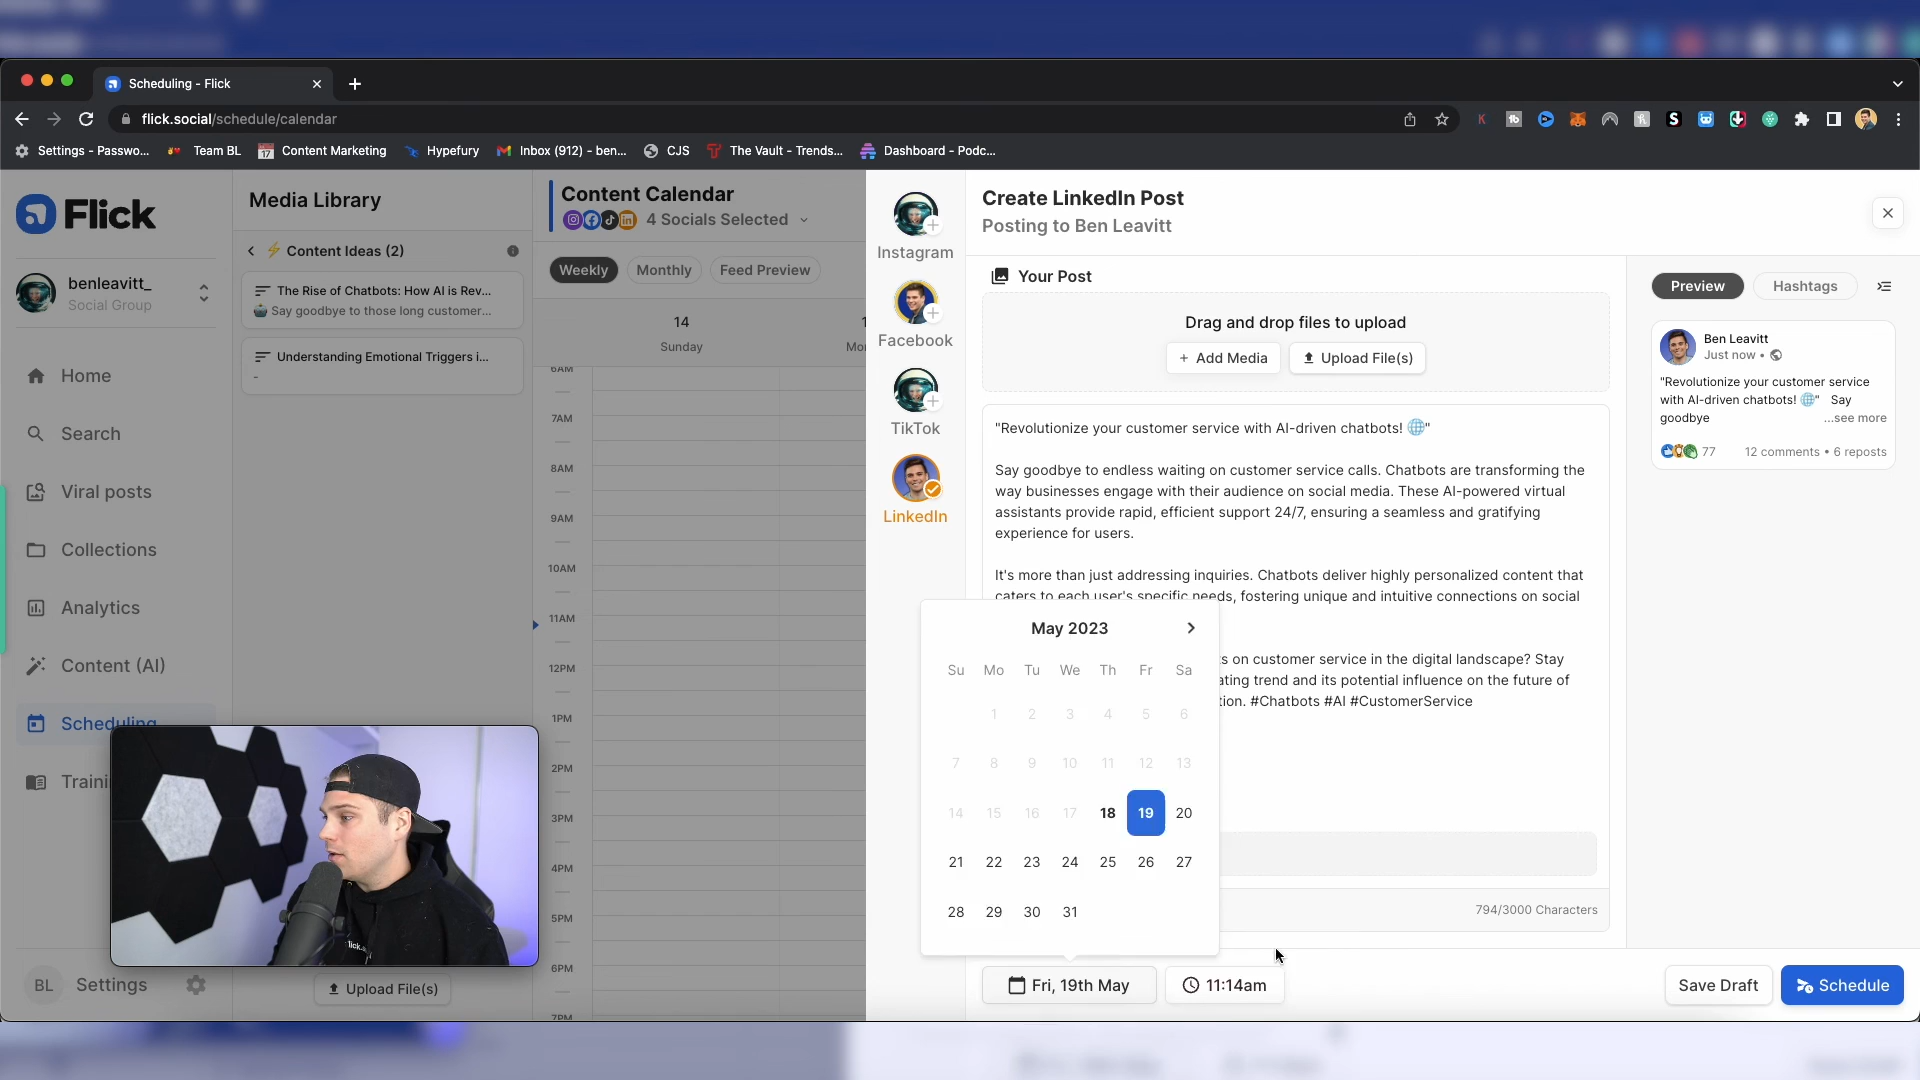 Scheduling - Flick
flick.social/schedule/calendar
Settings - Passwo...
Team BL
Content Marketing
Hypefury
Inbox (912) - ben...
CJS
The Vault - Trends...
Dashboard - Podc...
Flick
benleavitt_
Social Group
Home
Search
Viral posts
Collections
Analytics
Content (AI)
Scheduling
Traini
BL Settings
Media Library
Content Ideas (2)
The Rise of Chatbots: How AI is Rev...
Say goodbye to those long customer...
Understanding Emotional Triggers i...
-
Upload File(s)
Content Calendar
4 Socials Selected
Weekly Monthly Feed Preview
14
Sunday
1
Mon
6AM
7AM
8AM
9AM
10AM
11AM
12PM
1PM
2PM
3PM
4PM
5PM
6PM
7PM
Instagram
Facebook
TikTok
LinkedIn
Create LinkedIn Post
Posting to Ben Leavitt
Your Post
Drag and drop files to upload
+ Add Media Upload File(s)
"Revolutionize your customer service with AI-driven chatbots! 🌐"
Say goodbye to endless waiting on customer service calls. Chatbots are transforming the
way businesses engage with their audience on social media. These AI-powered virtual
assistants provide rapid, efficient support 24/7, ensuring a seamless and gratifying
experience for users.
It's more than just addressing inquiries. Chatbots deliver highly personalized content that
caters to each user's specific needs, fostering unique and intuitive connections on social
s on customer service in the digital landscape? Stay
ating trend and its potential influence on the future of
tion. #Chatbots #AI #CustomerService
794/3000 Characters
May 2023
Su Mo Tu We Th Fr Sa
1 2 3 4 5 6
7 8 9 10 11 12 13
14 15 16 17 18 19 20
21 22 23 24 25 26 27
28 29 30 31
Fri, 19th May
11:14am
Save Draft
Schedule
Preview
Hashtags
Ben Leavitt
Just now •
"Revolutionize your customer service
with AI-driven chatbots! 🌐" Say
goodbye ...see more
77 12 comments • 6 reposts